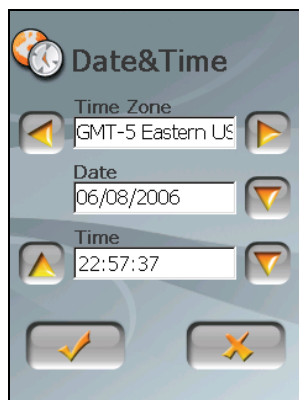 Date&Time
Time Zone
GMT-5 Eastern US
Date
06/08/2006
Time
22:57:37